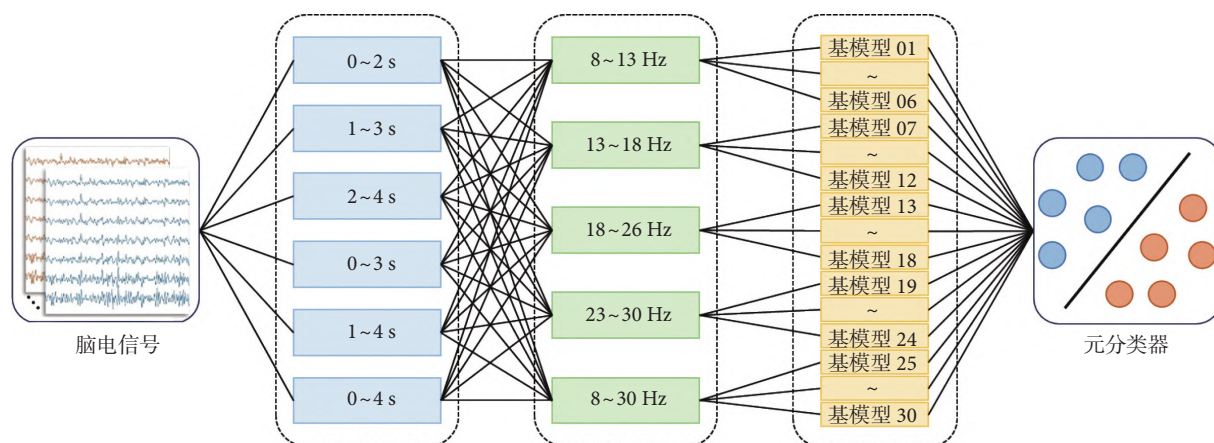 脑电信号
0~2 s
1~3 s
2~4 s
0~3 s
1~4 s
0~4 s
8~13 Hz
13~18 Hz
18~26 Hz
23~30 Hz
8~30 Hz
基模型 01
~
基模型 06
基模型 07
~
基模型 12
基模型 13
~
基模型 18
基模型 19
~
基模型 24
基模型 25
~
基模型 30
元分类器